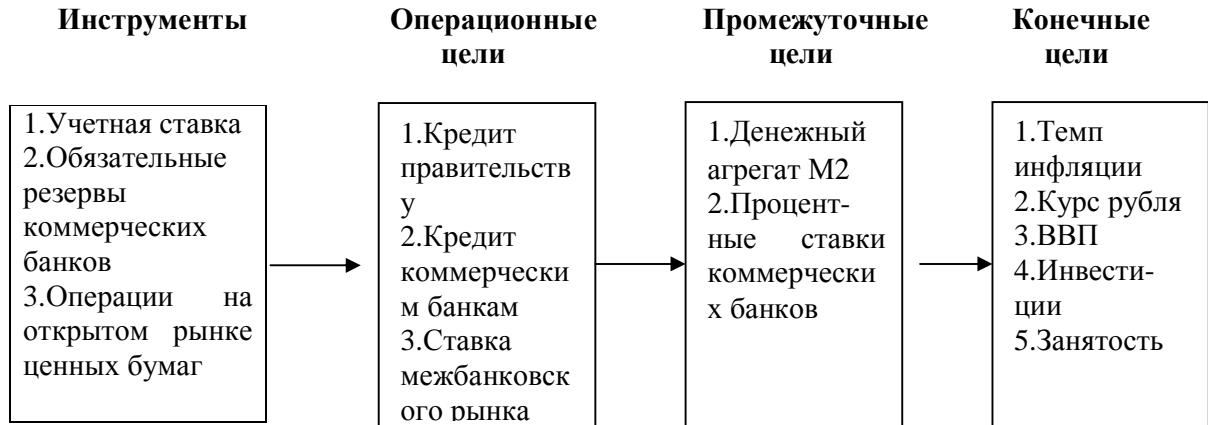 Инструменты
Операционные
цели
Промежуточные
цели
Конечные
цели
1.Учетная ставка
2.Обязательные
резервы
коммерческих
банков
3.Операции на
открытом рынке
ценных бумаг
1.Кредит
правительств
у
2.Кредит
коммерчески
м банкам
3.Ставка
межбанковск
ого рынка
1.Денежный
агрегат М2
2.Процент-
ные ставки
коммерчески
х банков
1.Темп
инфляции
2.Курс рубля
3.ВВП
4.Инвести-
ции
5.Занятость